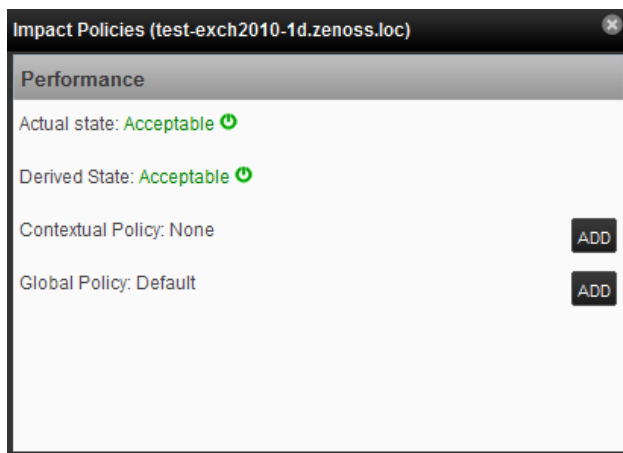 Impact Policies (test-exch2010-1d.zenoss.loc)
Performance
Actual state: Acceptable
Derived State: Acceptable
Contextual Policy: None
ADD
Global Policy: Default
ADD